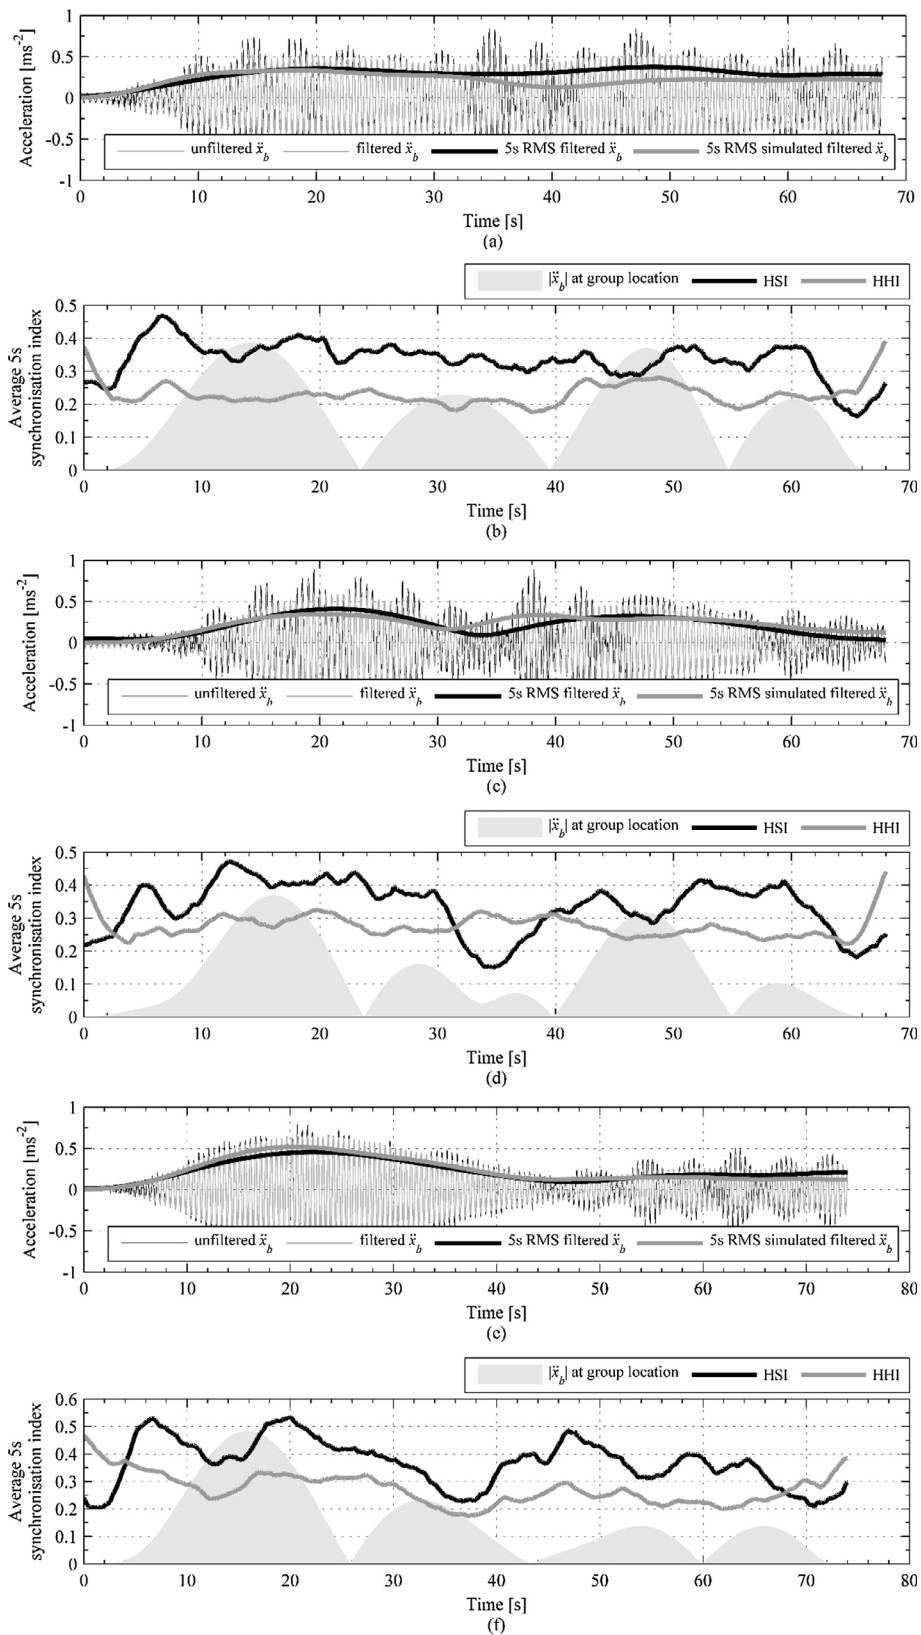 1
0.5
0
-0.5
-1
Acceleration [ms-2]
unfiltered ẍb filtered ẍb 5s RMS filtered ẍb 5s RMS simulated filtered ẍb
0 10 20 30 40 50 60 70
Time [s]
(a)
|ẍb| at group location HSI HHI
0.5
0.4
0.3
0.2
0.1
0
Average 5s
synchronisation index
0 10 20 30 40 50 60 70
Time [s]
(b)
1
0.5
0
-0.5
-1
Acceleration [ms-2]
unfiltered ẍb filtered ẍb 5s RMS filtered ẍb 5s RMS simulated filtered ẍb
0 10 20 30 40 50 60 70
Time [s]
(c)
|ẍb| at group location HSI HHI
0.5
0.4
0.3
0.2
0.1
0
Average 5s
synchronisation index
0 10 20 30 40 50 60 70
Time [s]
(d)
1
0.5
0
-0.5
-1
Acceleration [ms-2]
unfiltered ẍb filtered ẍb 5s RMS filtered ẍb 5s RMS simulated filtered ẍb
0 10 20 30 40 50 60 70 80
Time [s]
(e)
|ẍb| at group location HSI HHI
0.6
0.5
0.4
0.3
0.2
0.1
0
Average 5s
synchronisation index
0 10 20 30 40 50 60 70 80
Time [s]
(f)